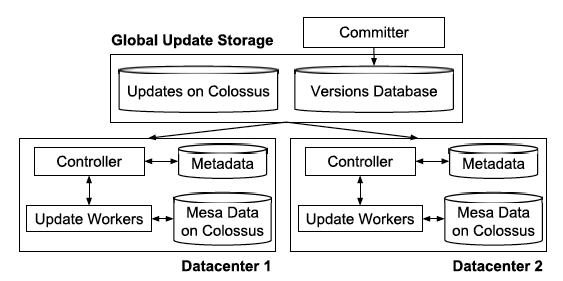 Committer
Global Update Storage
Updates on Colossus
Versions Database
Controller
Metadata
Update Workers
Mesa Data
on Colossus
Datacenter 1
Controller
Metadata
Update Workers
Mesa Data
on Colossus
Datacenter 2